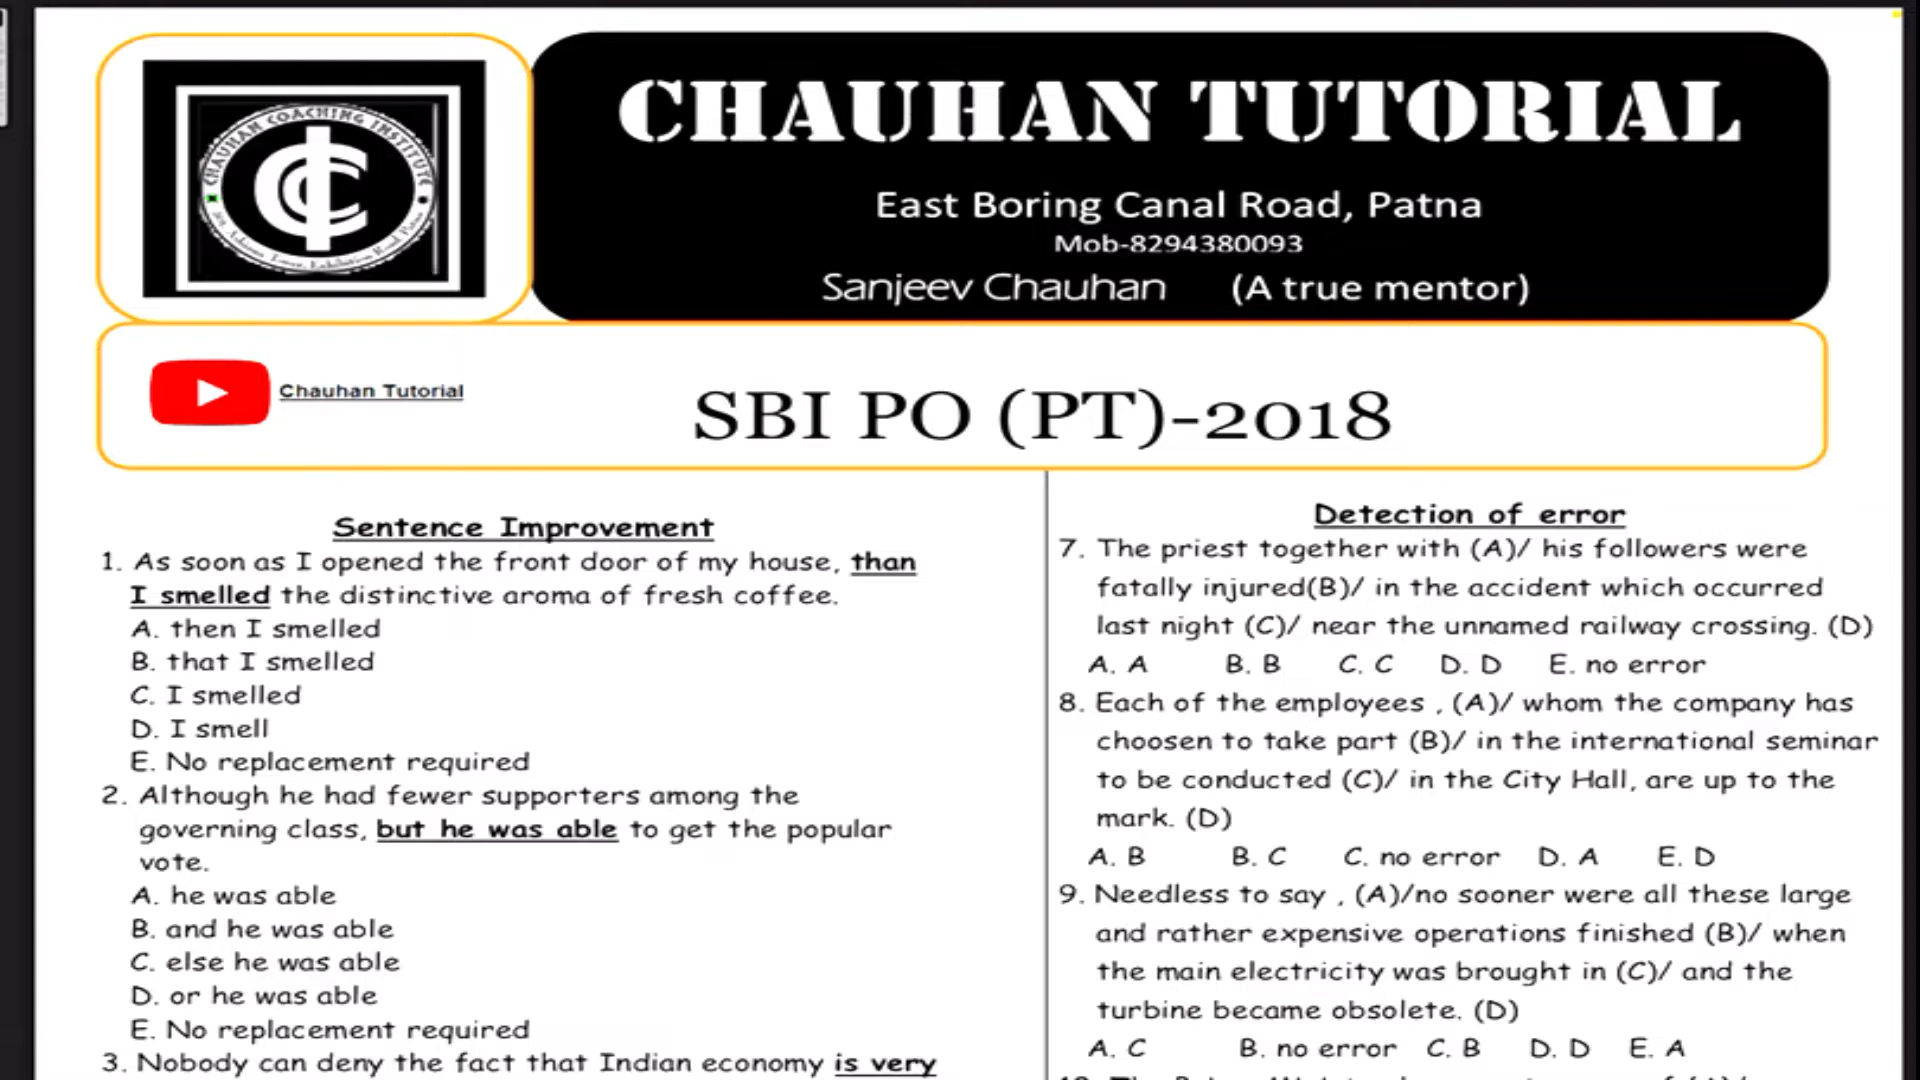 CHAUHAN COACHING INSTITUTE
CHAUHAN TUTORIAL
East Boring Canal Road, Patna
Mob-8294380093
Sanjeev Chauhan (A true mentor)
Chauhan Tutorial
SBI PO (PT)-2018
Sentence Improvement
1. As soon as I opened the front door of my house, than
I smelled the distinctive aroma of fresh coffee.
A. then I smelled
B. that I smelled
C. I smelled
D. I smell
E. No replacement required
2. Although he had fewer supporters among the
governing class, but he was able to get the popular
vote.
A. he was able
B. and he was able
C. else he was able
D. or he was able
E. No replacement required
3. Nobody can deny the fact that Indian economy is very
Detection of error
7. The priest together with (A)/ his followers were
fatally injured(B)/ in the accident which occurred
last night (C)/ near the unnamed railway crossing. (D)
A. A B. B C. C D. D E. no error
8. Each of the employees , (A)/ whom the company has
choosen to take part (B)/ in the international seminar
to be conducted (C)/ in the City Hall, are up to the
mark. (D)
A. B B. C C. no error D. A E. D
9. Needless to say , (A)/no sooner were all these large
and rather expensive operations finished (B)/ when
the main electricity was brought in (C)/ and the
turbine became obsolete. (D)
A. C B. no error C. B D. D E. A